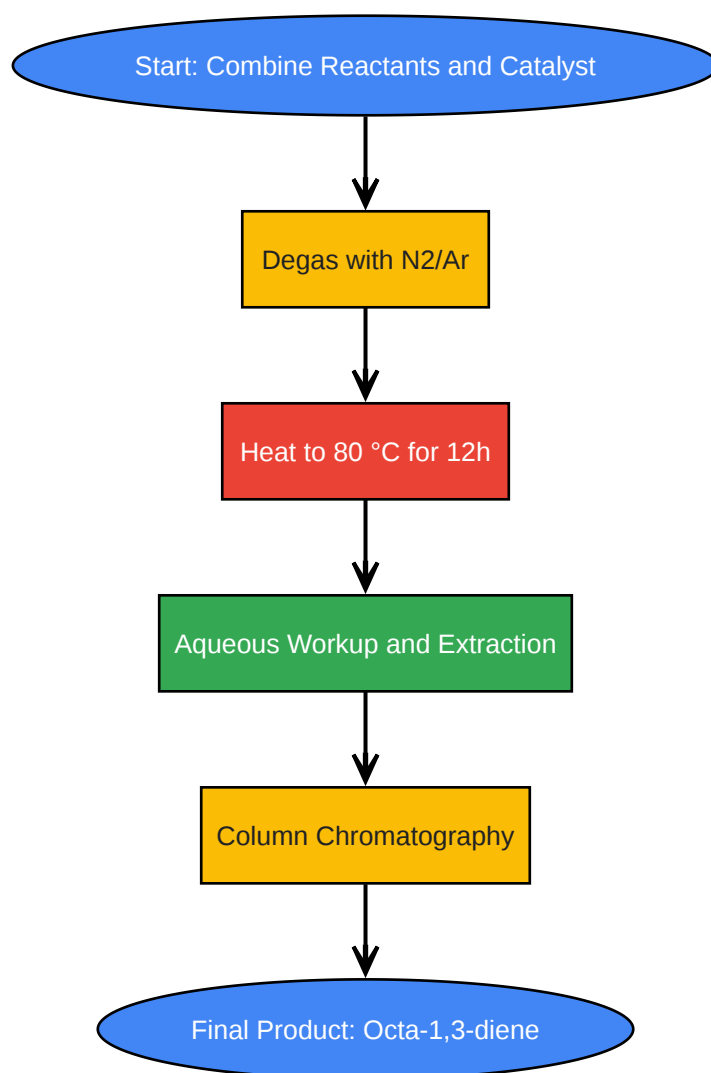 Start: Combine Reactants and Catalyst
Degas with N2/Ar
Heat to 80 °C for 12h
Aqueous Workup and Extraction
Column Chromatography
Final Product: Octa-1,3-diene